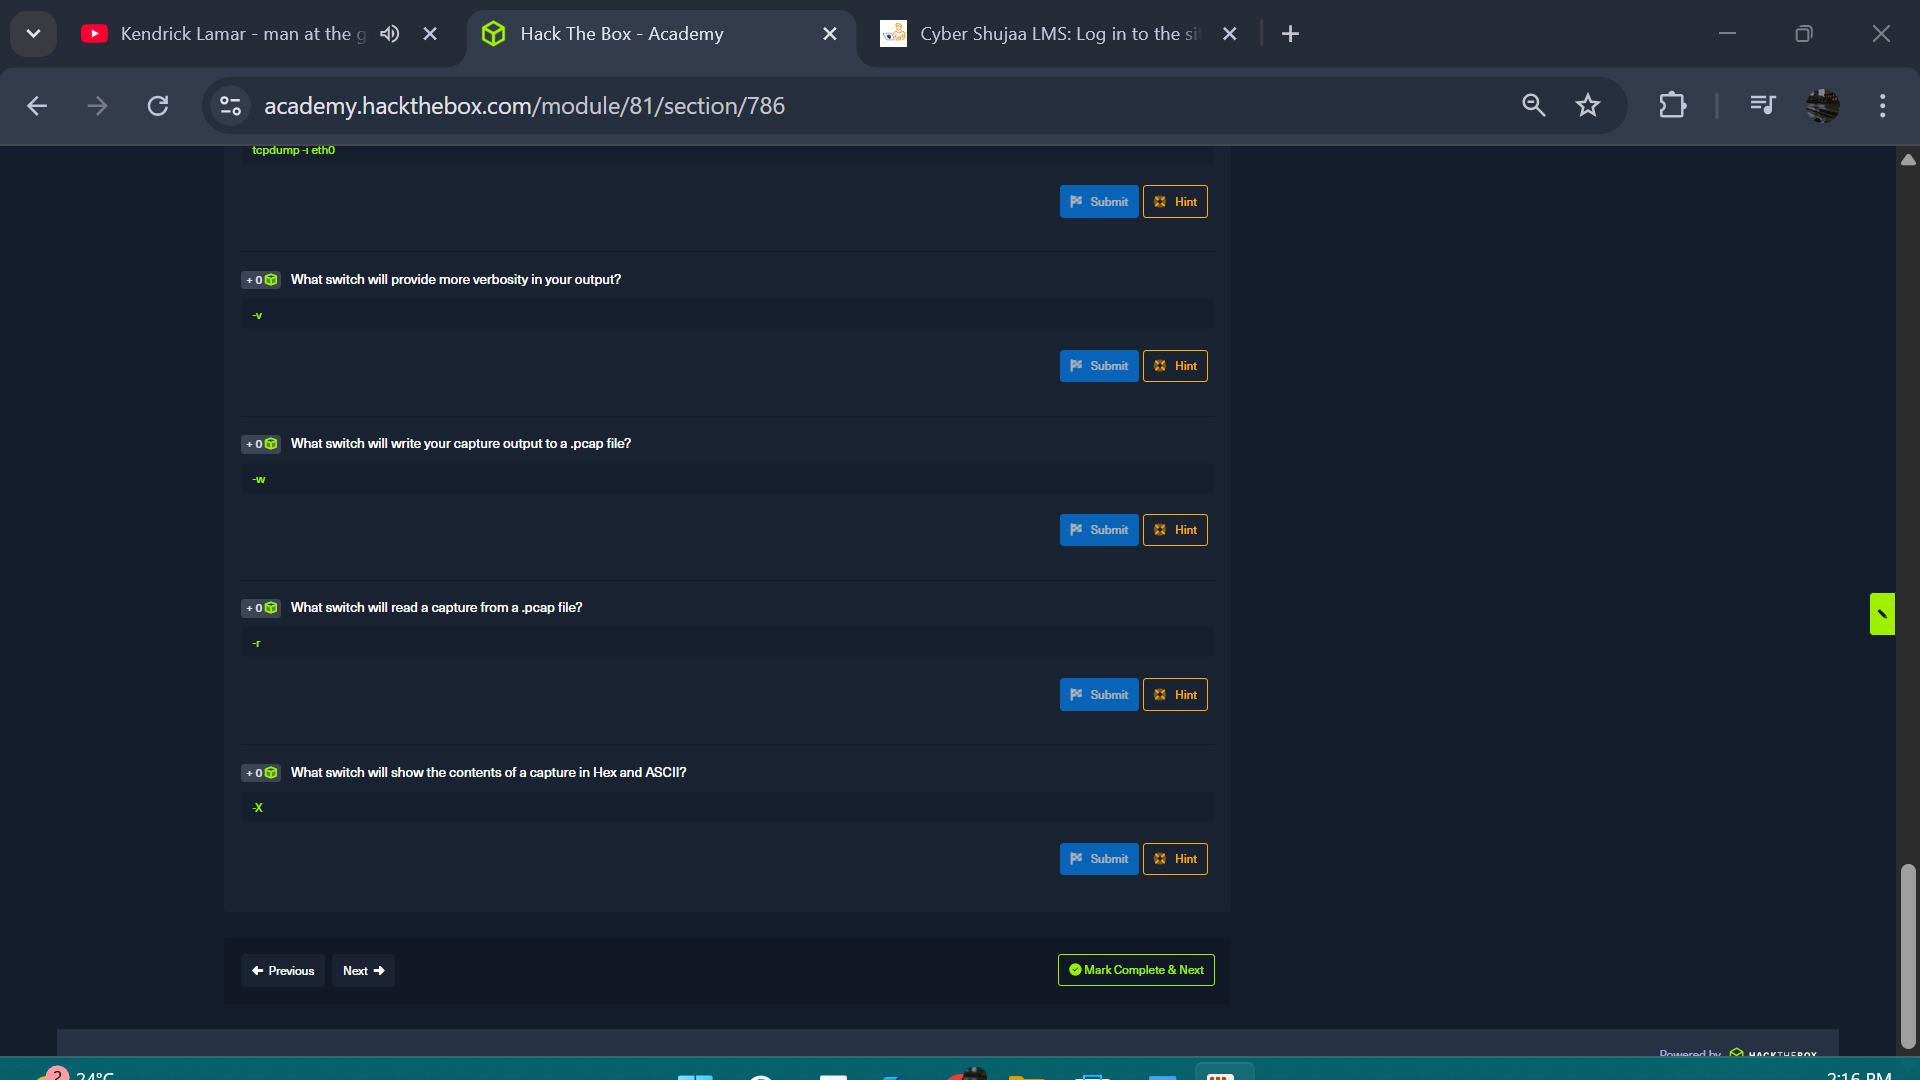 Kendrick Lamar - man at the g
Hack The Box - Academy
Cyber Shujaa LMS: Log in to the sit
academy.hackthebox.com/module/81/section/786
tcpdump -i eth0
Submit
Hint
+ 0 What switch will provide more verbosity in your output?
-v
Submit
Hint
+ 0 What switch will write your capture output to a .pcap file?
-w
Submit
Hint
+ 0 What switch will read a capture from a .pcap file?
-r
Submit
Hint
+ 0 What switch will show the contents of a capture in Hex and ASCII?
-X
Submit
Hint
Previous
Next
Mark Complete & Next
Powered by HACKTHEBOX
2
24°C
2:16 PM